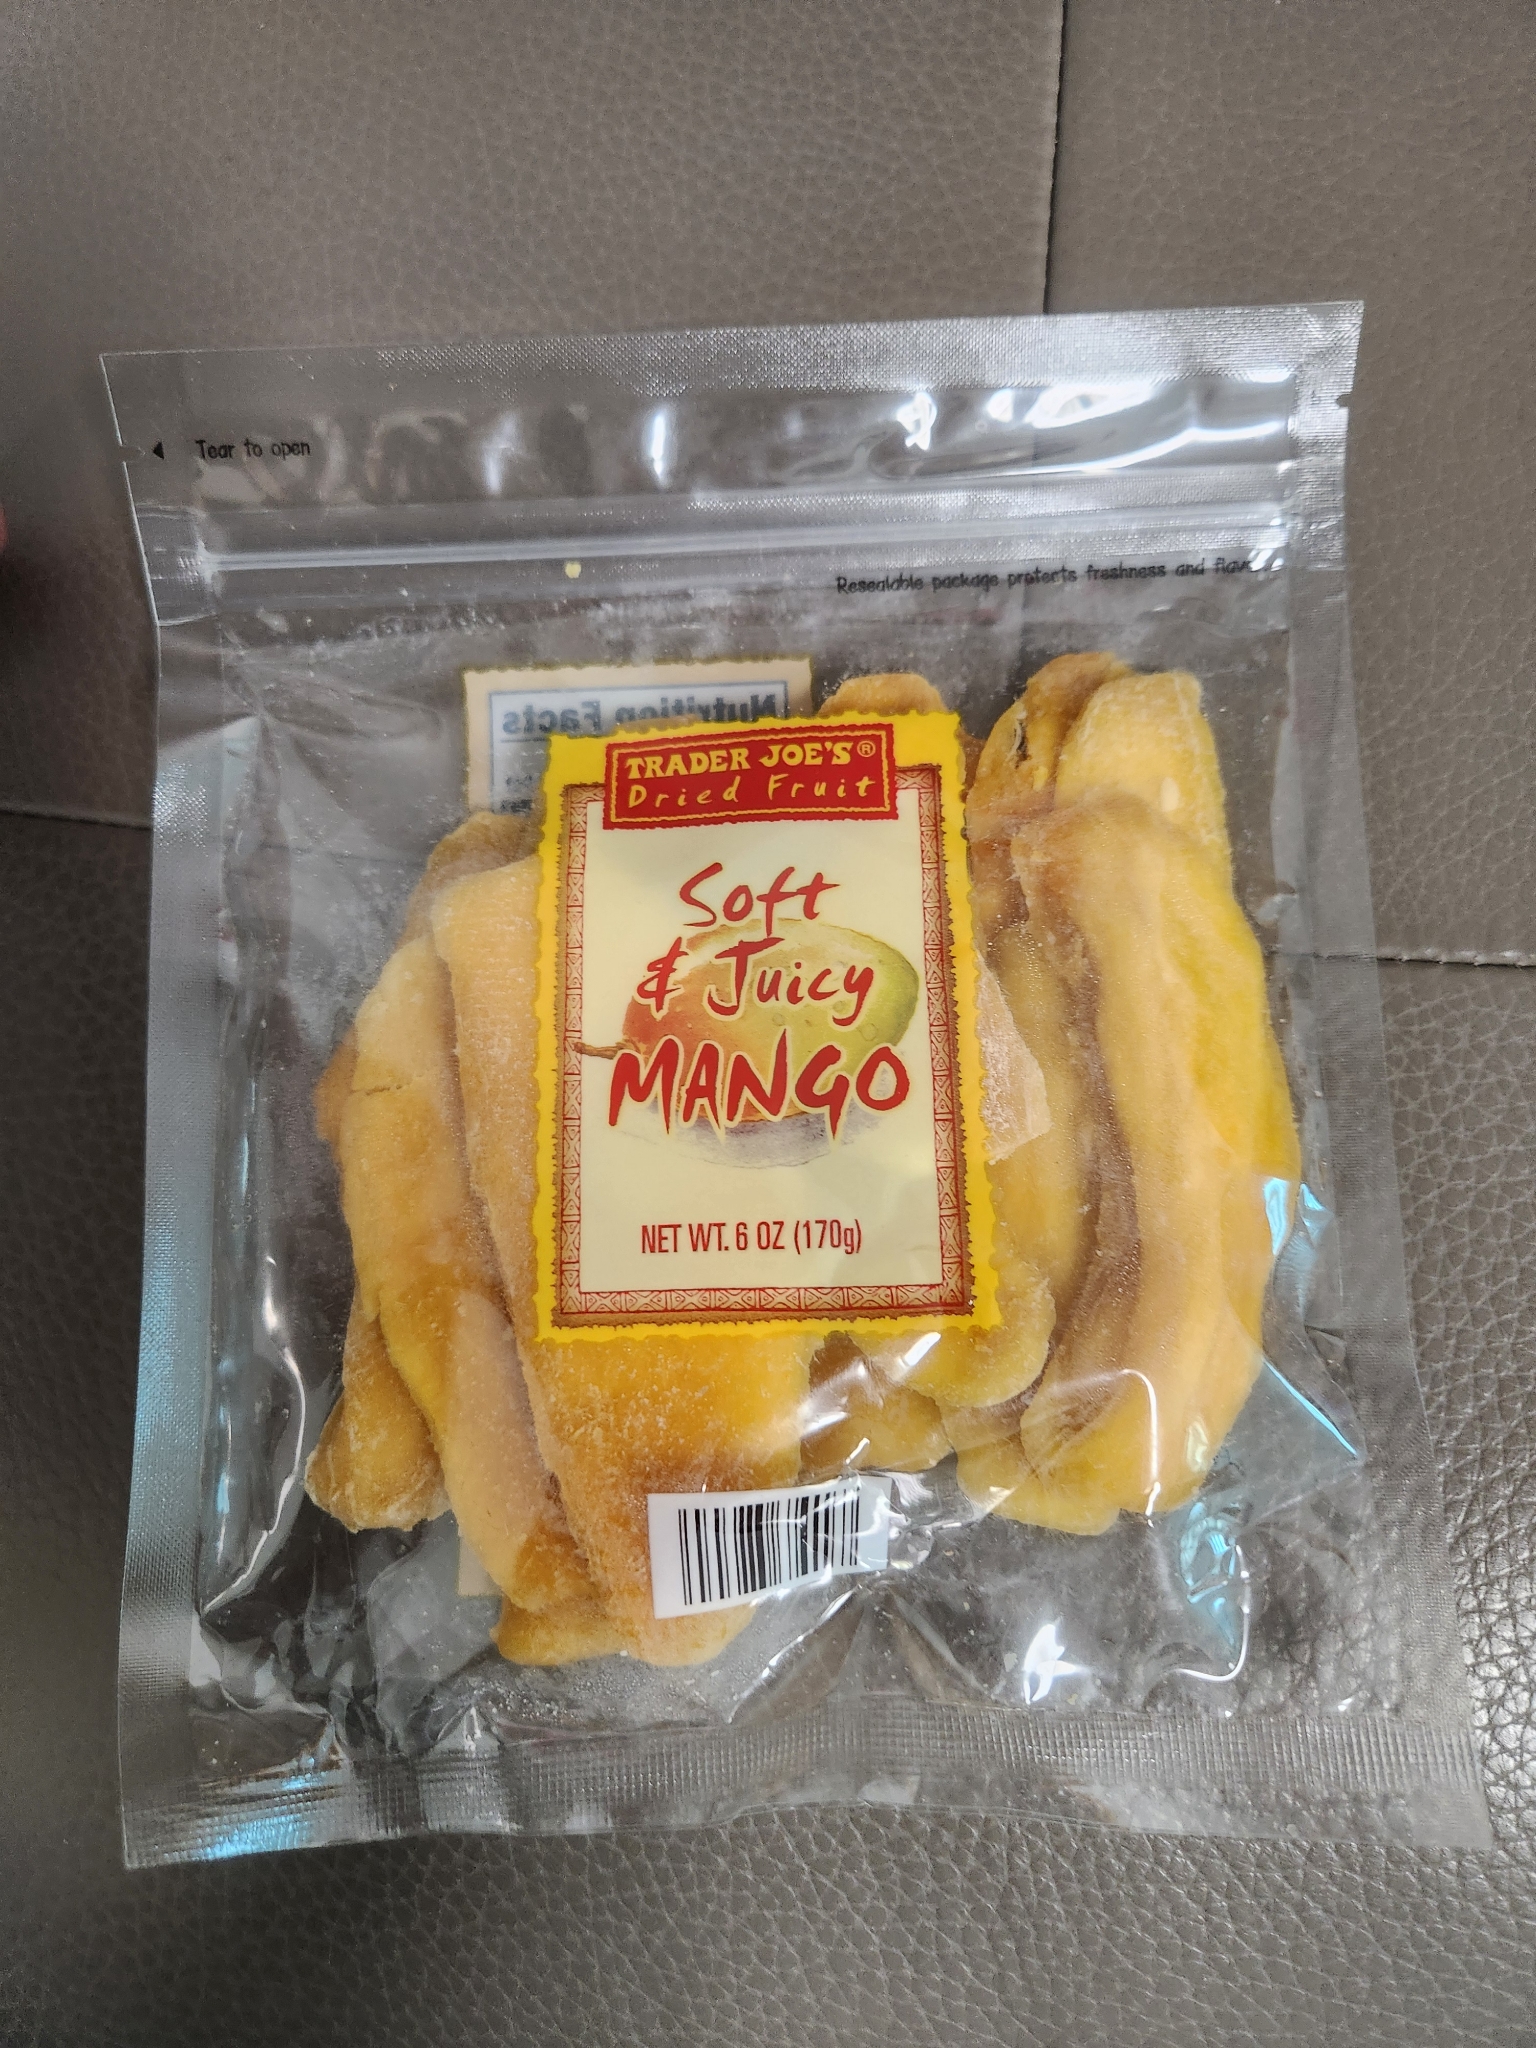 Tear to open
Resealable package protects freshness and
Nutrition Facts
TRADER JOE'S®
Dried Fruit
Soft
& Juicy
MANGO
NET WT. 6 OZ (170g)